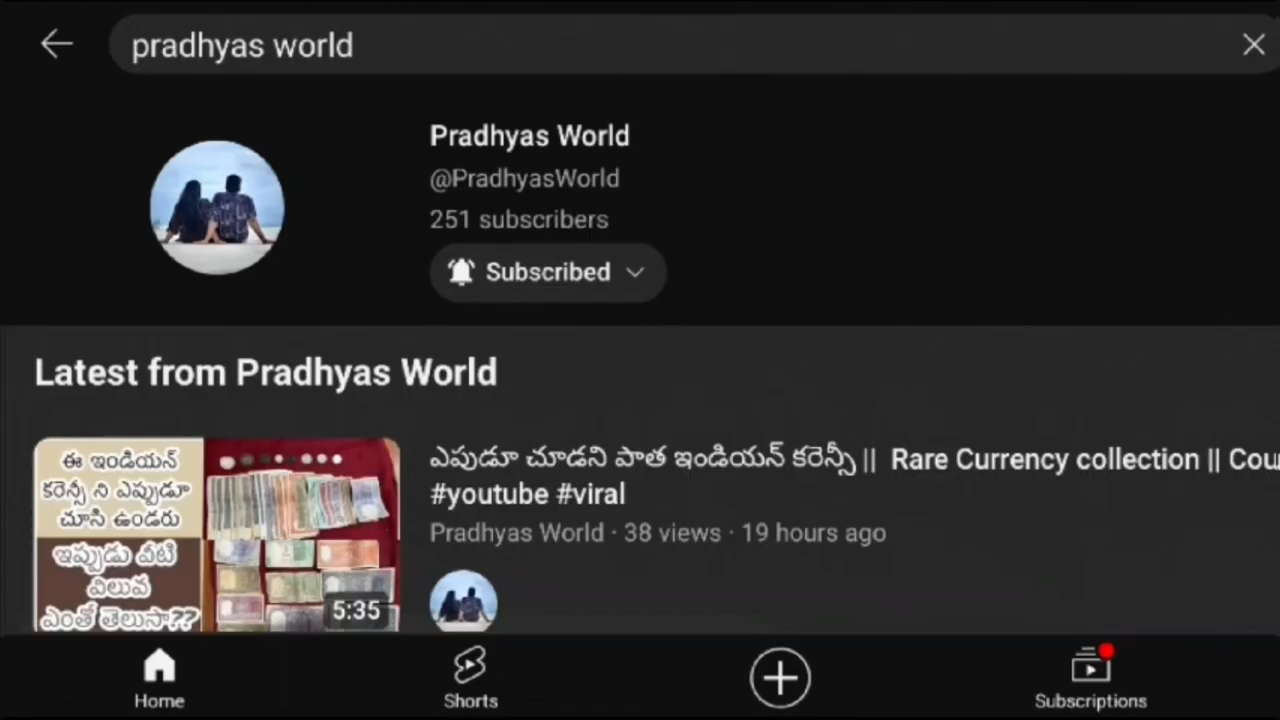 pradhyas world
Pradhyas World
@PradhyasWorld
251 subscribers
Subscribed
Latest from Pradhyas World
ఈ ఇండియన్
కరెన్సీ ని ఎప్పుడూ
చూసి ఉండరు
ఇప్పుడు వీటి
విలువ
ఎంతో తెలుసా??
5:35
ఎపుడూ చూడని పాత ఇండియన్ కరెన్సీ || Rare Currency collection || Cou
#youtube #viral
Pradhyas World · 38 views · 19 hours ago
Home
Shorts
Subscriptions